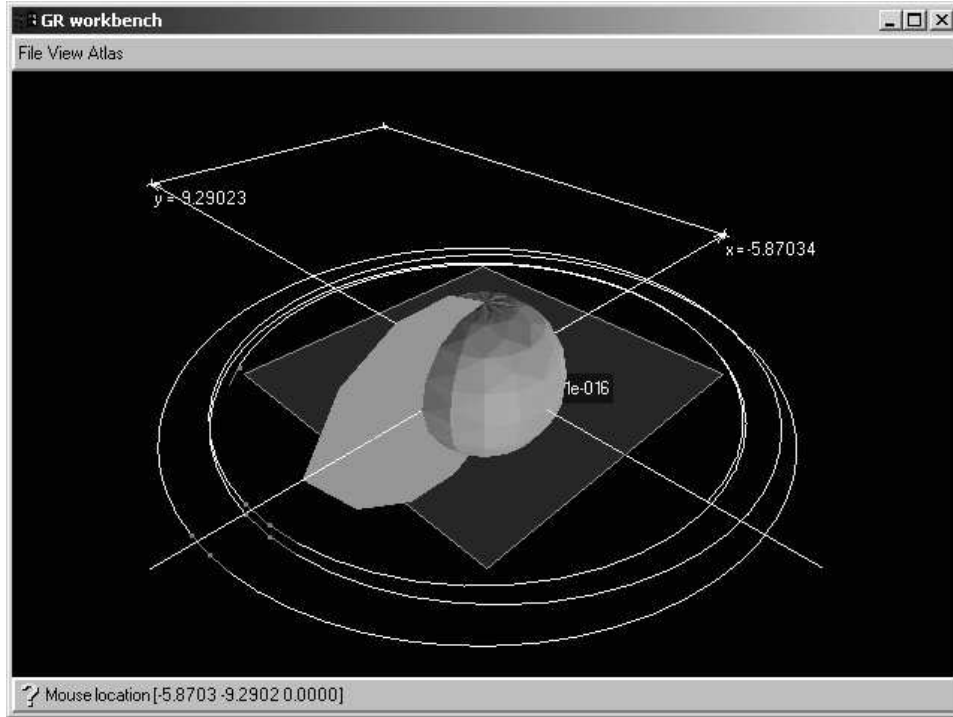 GR workbench
File View Atlas
y = -9.29023
x = -5.87034
1e-016
Mouse location [-5.8703 -9.2902 0.0000]